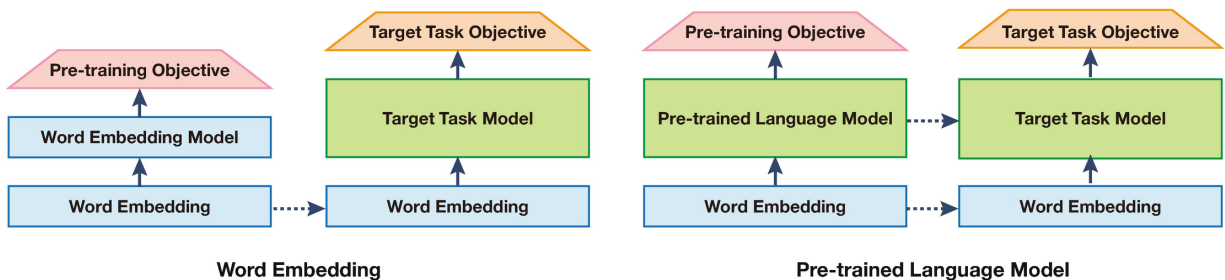 Pre-training Objective
Word Embedding Model
Word Embedding
Target Task Objective
Target Task Model
Word Embedding
Word Embedding
Pre-training Objective
Pre-trained Language Model
Word Embedding
Target Task Objective
Target Task Model
Word Embedding
Pre-trained Language Model